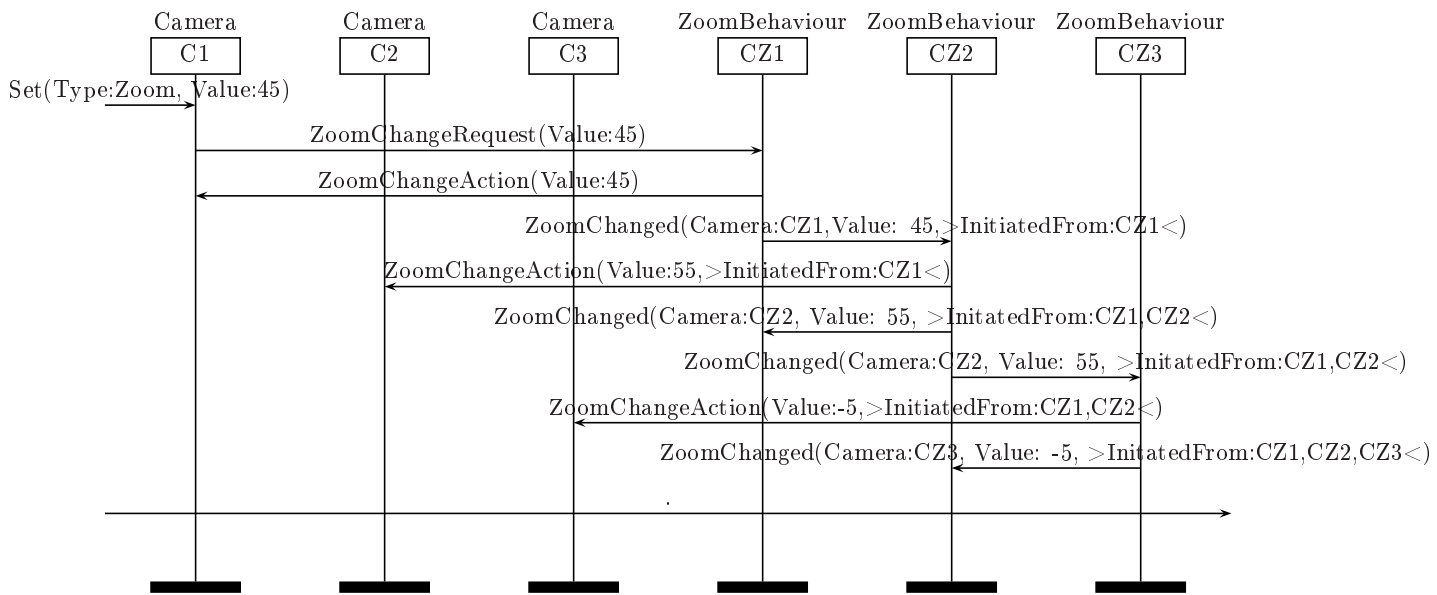 Camera Camera Camera ZoomBehaviour ZoomBehaviour ZoomBehaviour
C1 C2 C3 CZ1 CZ2 CZ3
Set(Type:Zoom, Value:45)
ZoomChangeRequest(Value:45)
ZoomChangeAction(Value:45)
ZoomChanged(Camera:CZ1,Value: 45,>InitiatedFrom:CZ1<)
ZoomChangeAction(Value:55,>InitiatedFrom:CZ1<)
ZoomChanged(Camera:CZ2, Value: 55, >InitatedFrom:CZ1,CZ2<)
ZoomChanged(Camera:CZ2, Value: 55, >InitatedFrom:CZ1,CZ2<)
ZoomChangeAction(Value:-5,>InitiatedFrom:CZ1,CZ2<)
ZoomChanged(Camera:CZ3, Value: -5, >InitatedFrom:CZ1,CZ2,CZ3<)
.